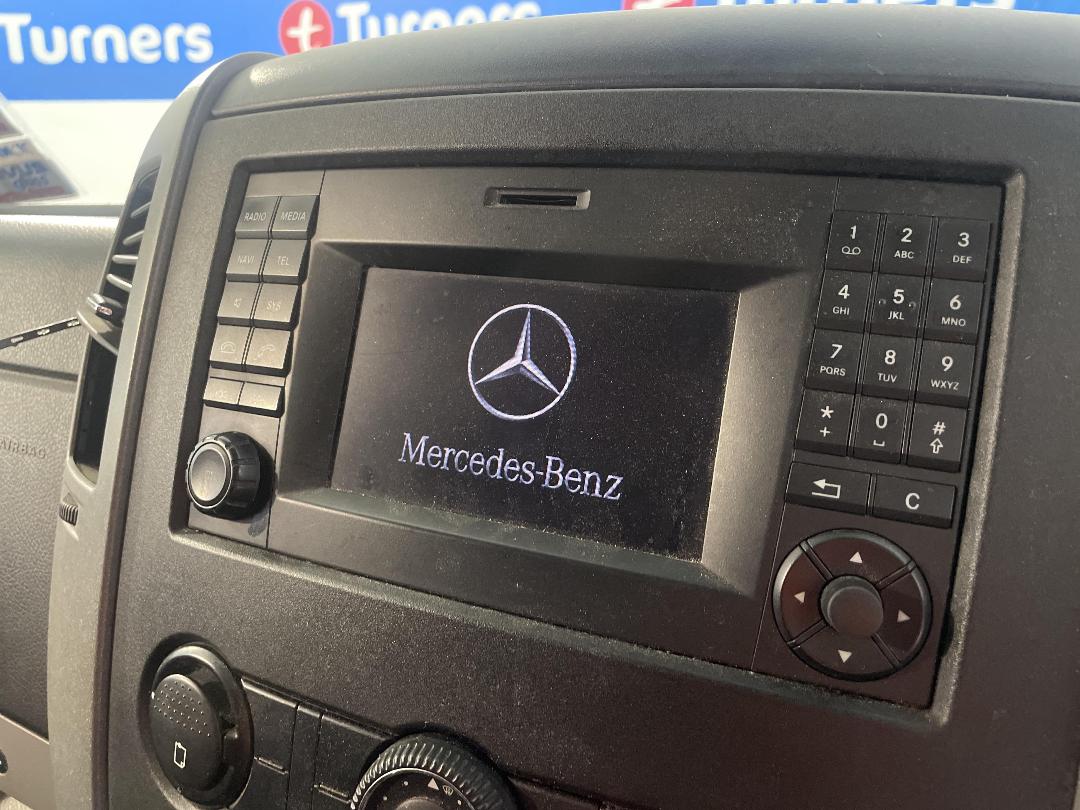 Turners
Turners
Turners
RADIO MEDIA
NAVI TEL
SYS
1 2 ABC 3 DEF
4 GHI 5 JKL 6 MNO
7 PQRS 8 TUV 9 WXYZ
* + 0 #
C
Mercedes-Benz
AIRBAG